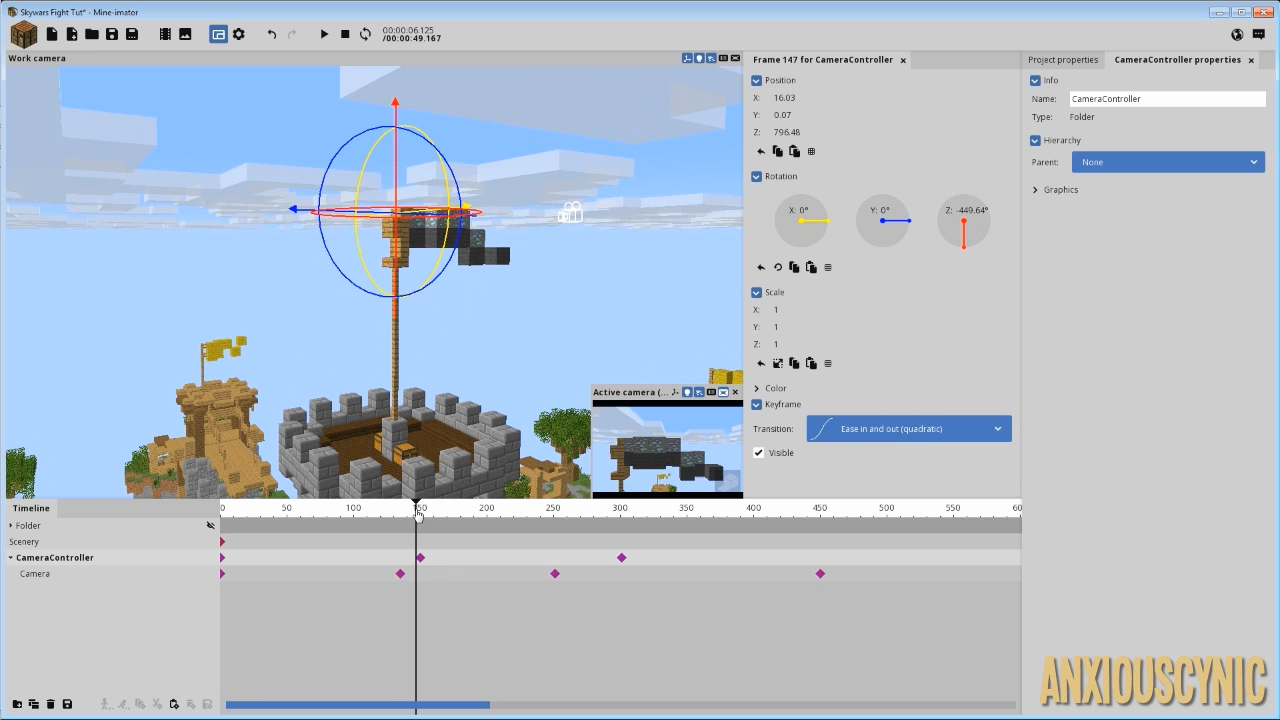 Skywars Fight Tut* - Mine-imator
00:00:06.125
/00:00:49.167
Work camera
Frame 147 for CameraController
Position
X: 16.03
Y: 0.07
Z: 796.48
Rotation
X: 0° Y: 0° Z: -449.64°
Scale
X: 1
Y: 1
Z: 1
Color
Keyframe
Transition: Ease in and out (quadratic)
Visible
Project properties CameraController properties
Info
Name: CameraController
Type: Folder
Hierarchy
Parent: None
Graphics
Active camera (...
Timeline
0 50 100 150 200 250 300 350 400 450 500 550 60
Folder
Scenery
CameraController
Camera
ANXIOUSCYNIC